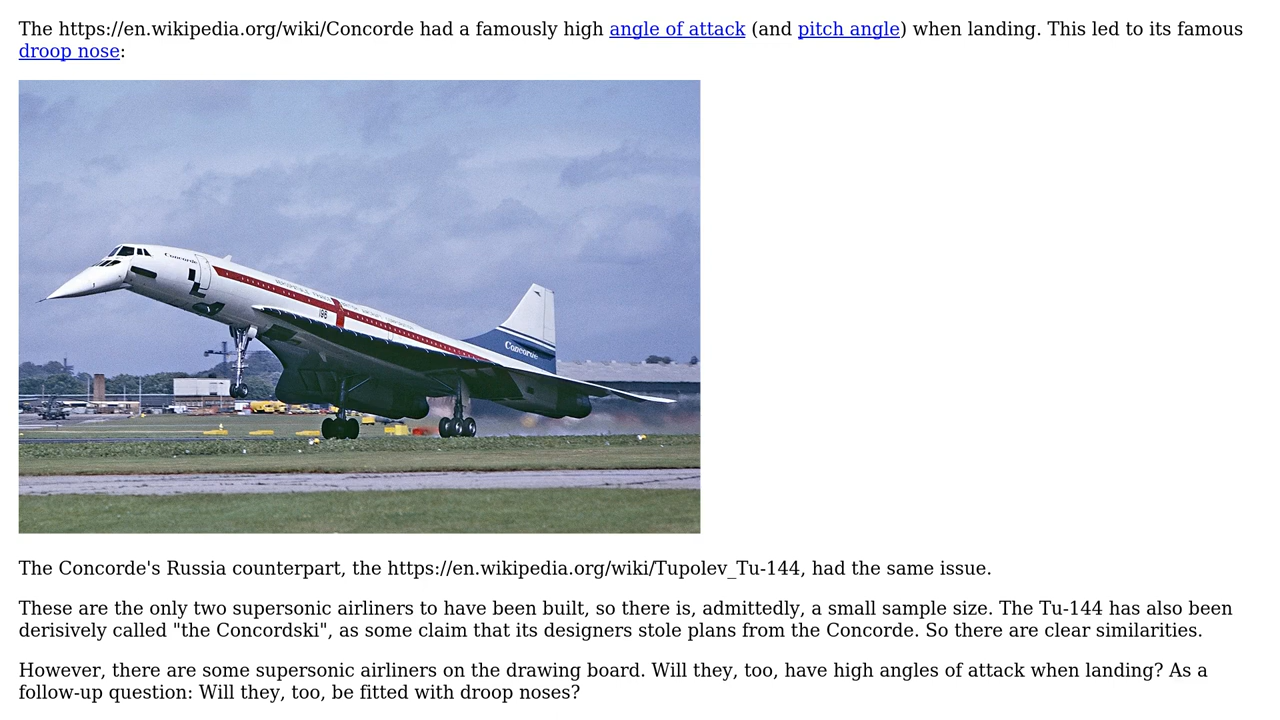 The https://en.wikipedia.org/wiki/Concorde had a famously high angle of attack (and pitch angle) when landing. This led to its famous
droop nose:
Concorde
196
Concorde
The Concorde's Russia counterpart, the https://en.wikipedia.org/wiki/Tupolev_Tu-144, had the same issue.
These are the only two supersonic airliners to have been built, so there is, admittedly, a small sample size. The Tu-144 has also been
derisively called "the Concordski", as some claim that its designers stole plans from the Concorde. So there are clear similarities.
However, there are some supersonic airliners on the drawing board. Will they, too, have high angles of attack when landing? As a
follow-up question: Will they, too, be fitted with droop noses?